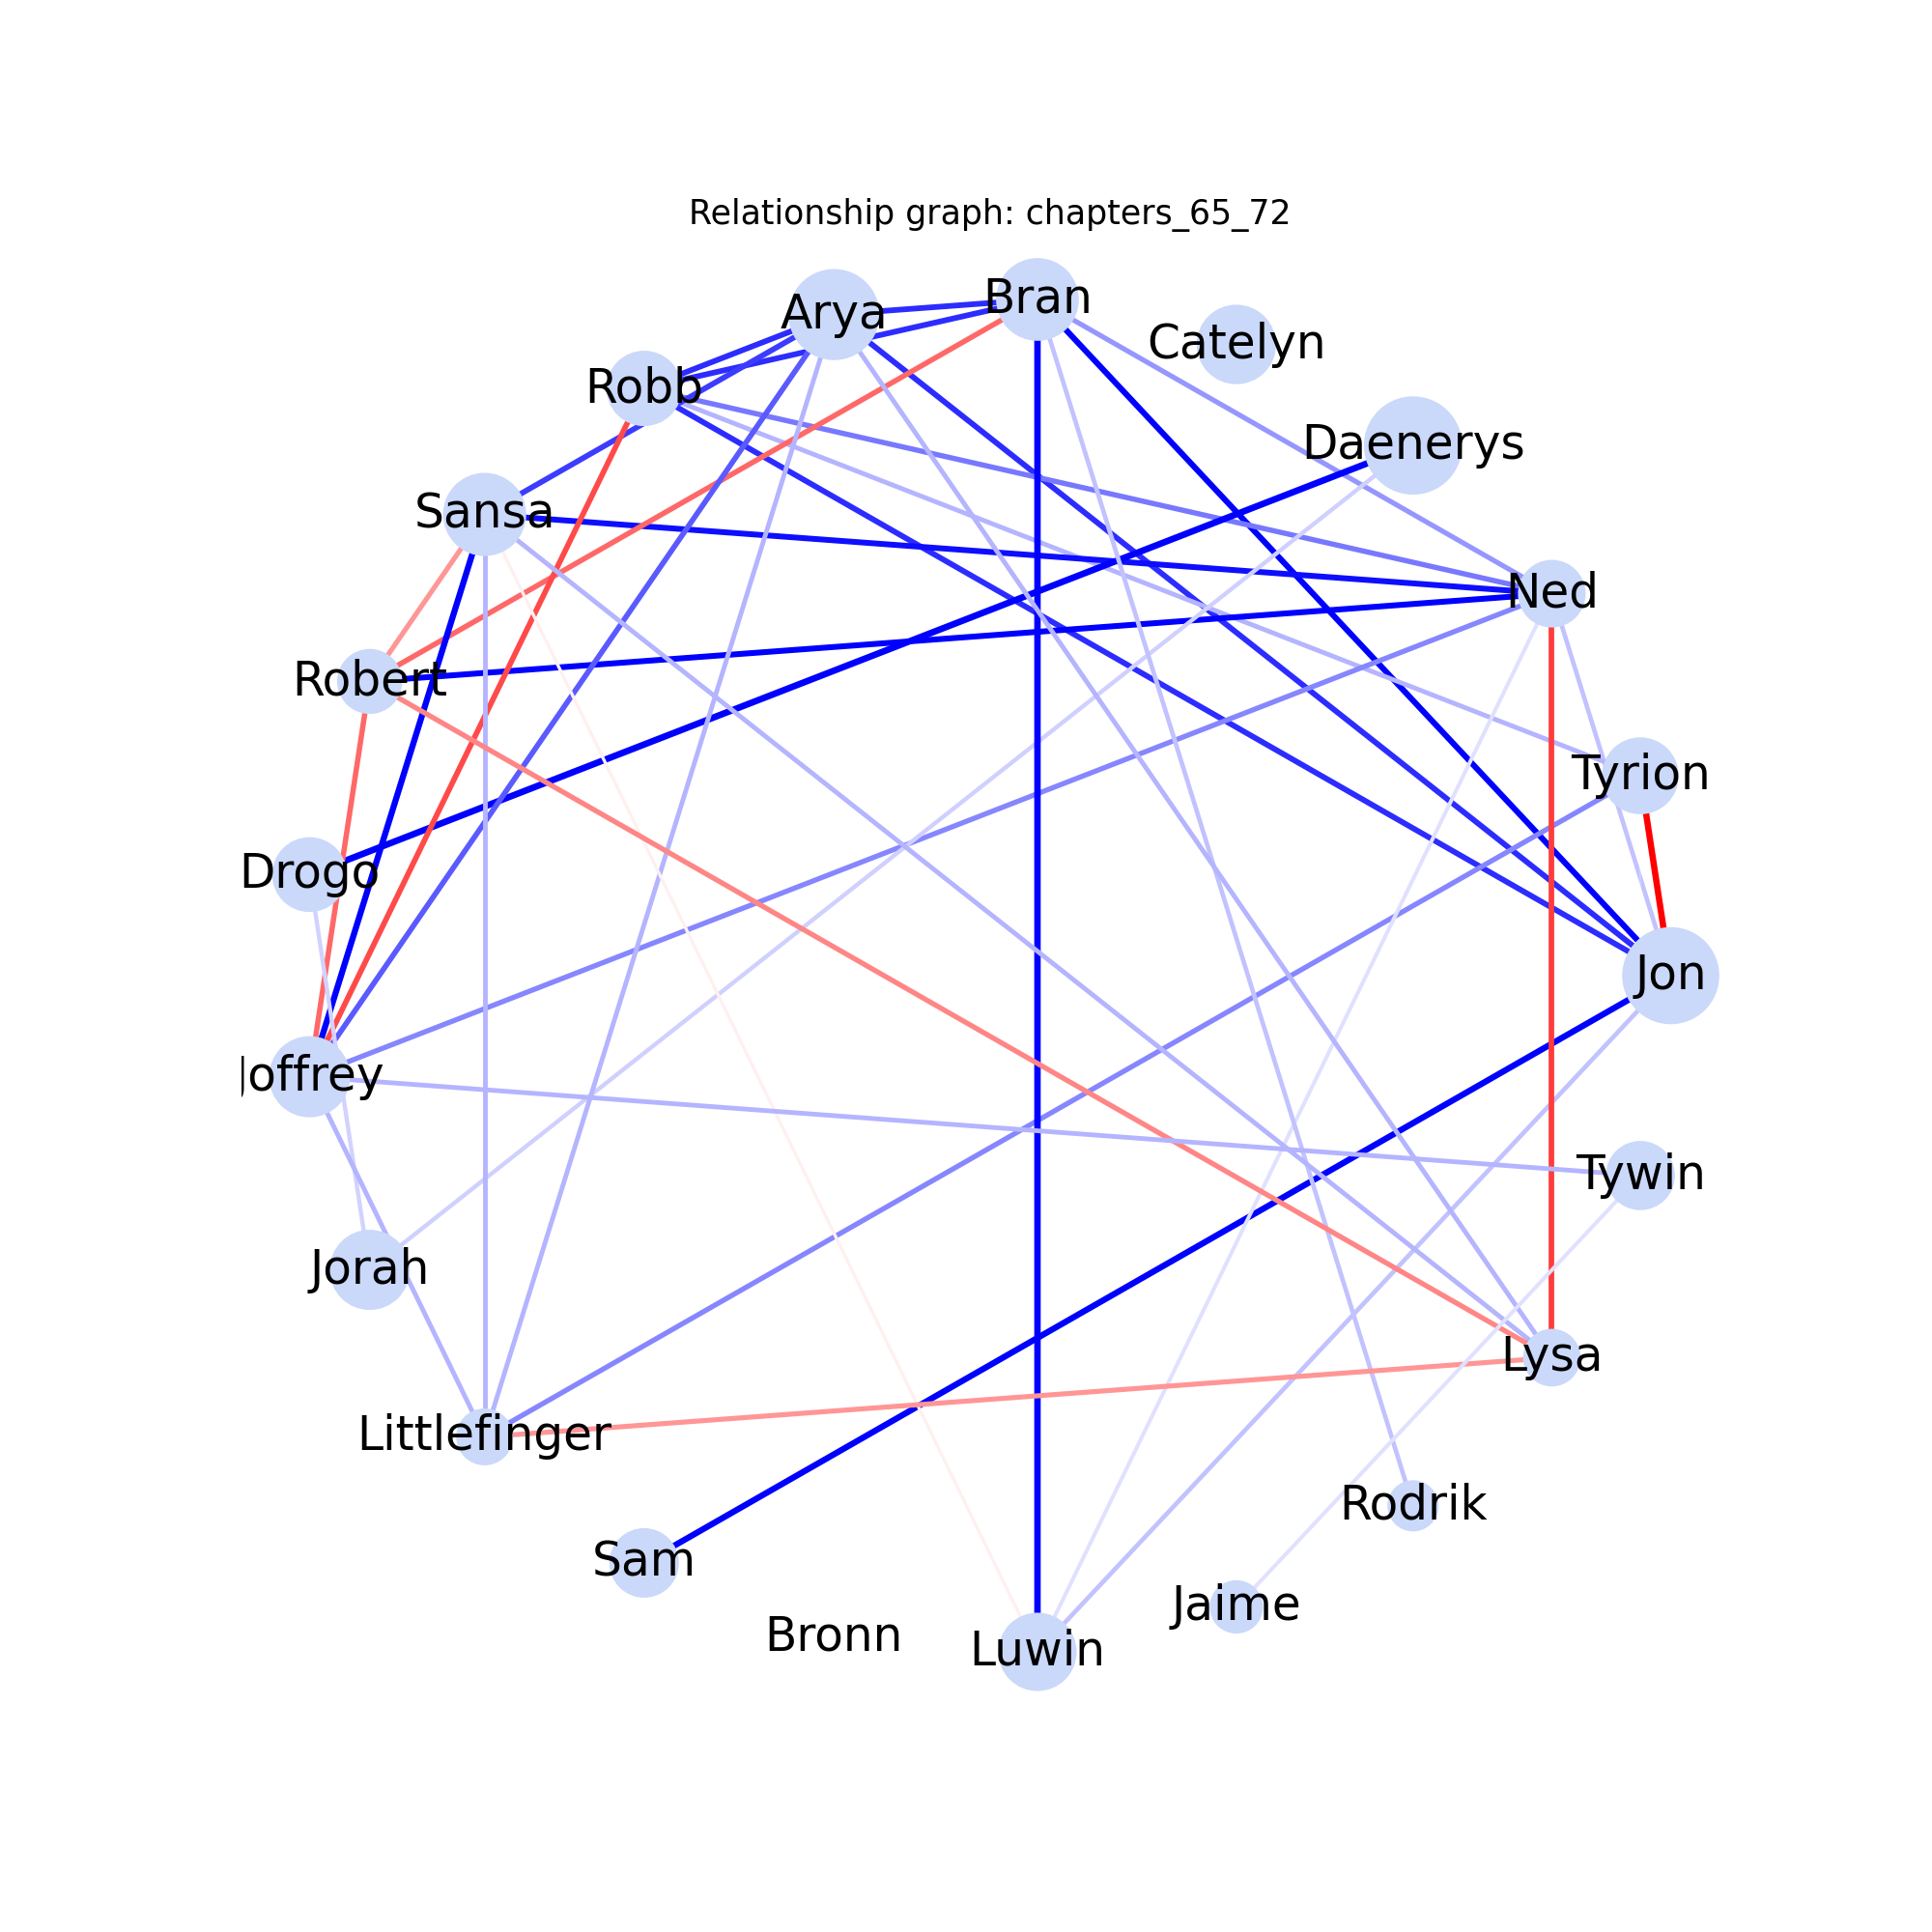 Relationship graph: chapters_65_72
Bran
Arya
Catelyn
Robb
Daenerys
Sansa
Ned
Robert
Tyrion
Drogo
Jon
Joffrey
Tywin
Jorah
Lysa
Littlefinger
Rodrik
Sam
Jaime
Bronn
Luwin